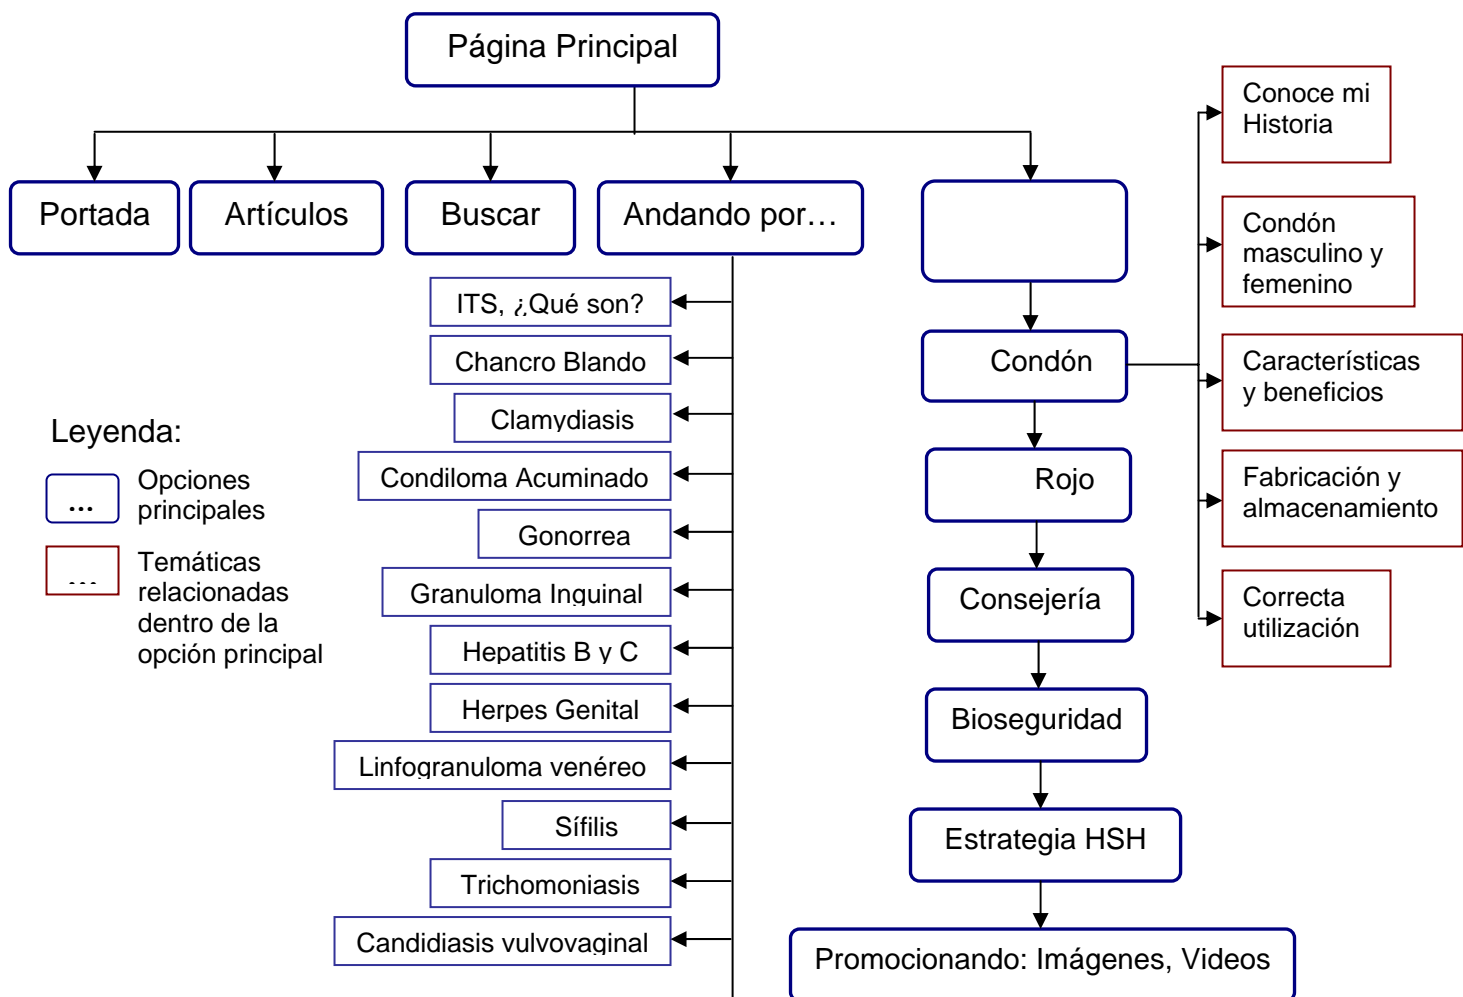 Página Principal
Portada
Artículos
Buscar
Andando por…
ITS, ¿Qué son?
Chancro Blando
Clamydiasis
Condiloma Acuminado
Gonorrea
Granuloma Inguinal
Hepatitis B y C
Herpes Genital
Linfogranuloma venéreo
Sífilis
Trichomoniasis
Candidiasis vulvovaginal
Condón
Rojo
Consejería
Bioseguridad
Estrategia HSH
Promocionando: Imágenes, Videos
Conoce mi
Historia
Condón
masculino y
femenino
Características
y beneficios
Fabricación y
almacenamiento
Correcta
utilización
Leyenda:
...
Opciones
principales
...
Temáticas
relacionadas
dentro de la
opción principal